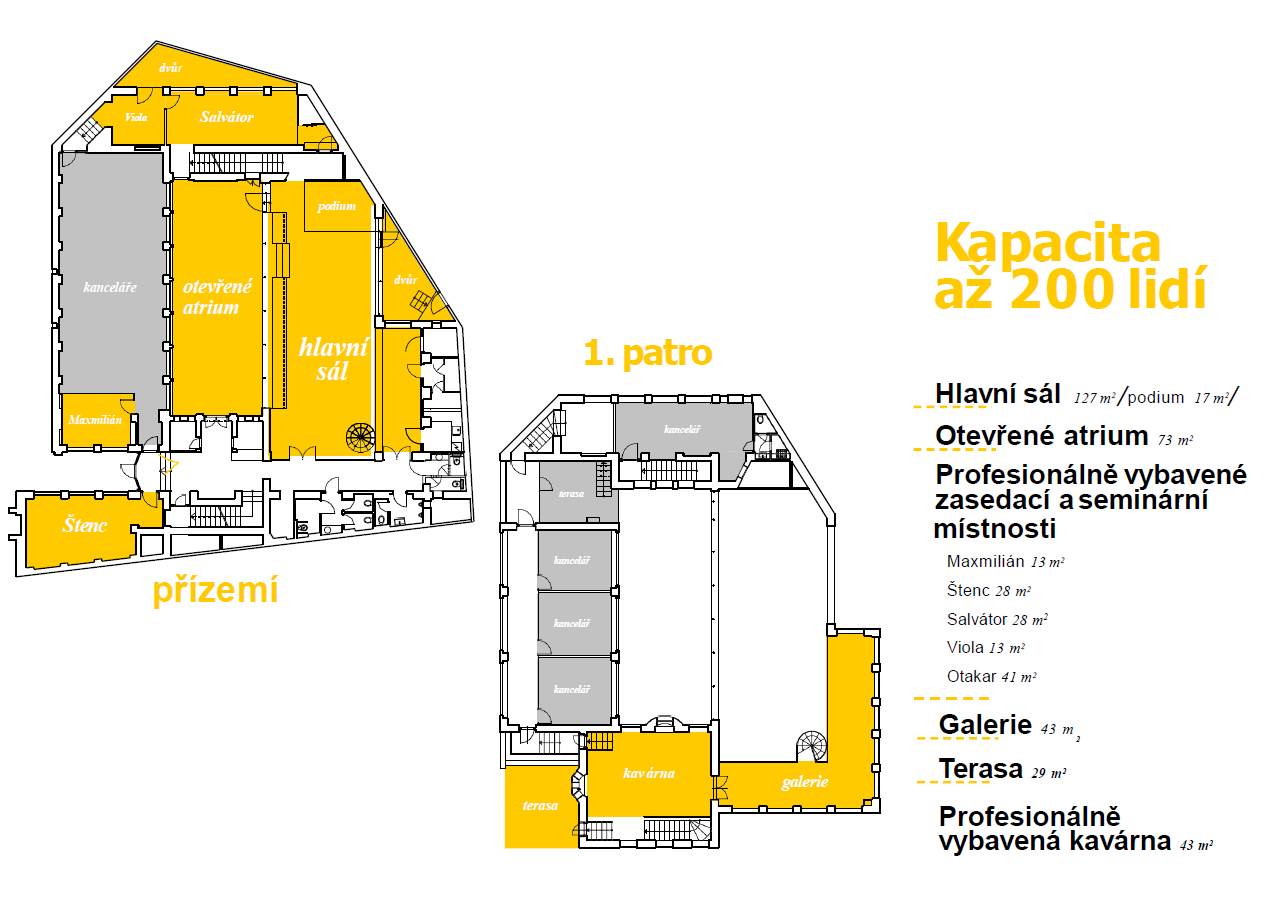 dvůr
Viola
Salvátor
podium
kanceláře
otevřené
atrium
dvůr
hlavní
sál
Maxmilián
Štenc
přízemí
1. patro
kancelář
terasa
kancelář
kancelář
kancelář
kavárna
galerie
terasa
Kapacita
až 200 lidí
Hlavní sál 127 m² /podium 17 m²/
Otevřené atrium 73 m²
Profesionálně vybavené
zasedací a seminární
místnosti
Maxmilián 13 m²
Štenc 28 m²
Salvátor 28 m²
Viola 13 m²
Otakar 41 m²
Galerie 43 m ²
Terasa 29 m²
Profesionálně
vybavená kavárna 43 m²